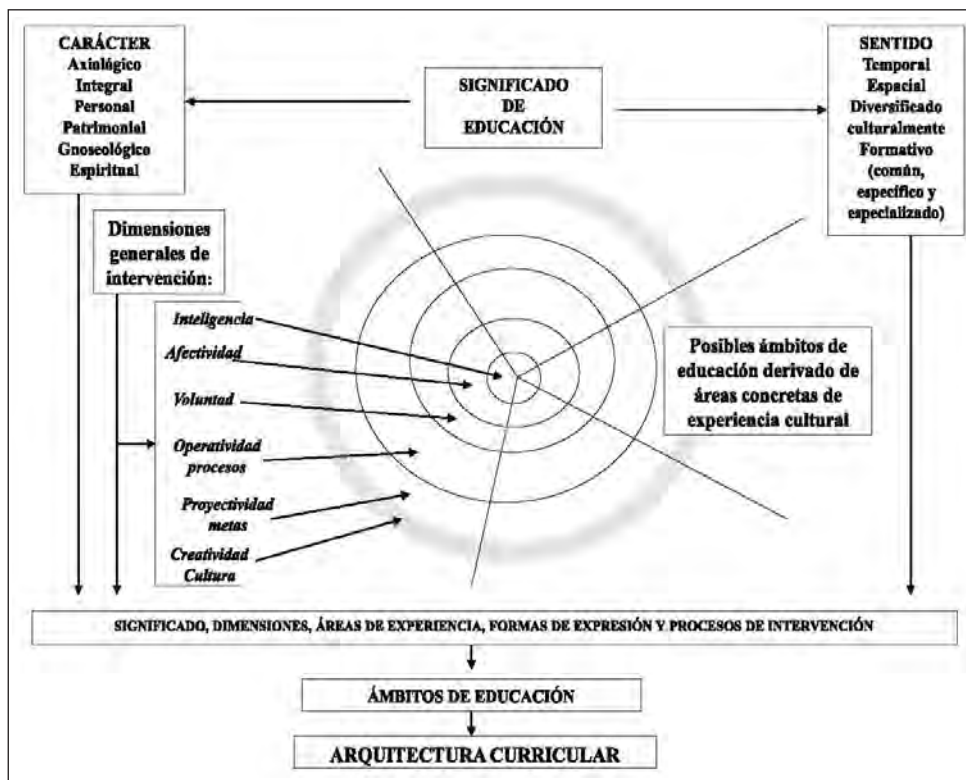 CARÁCTER
Axiológico
Integral
Personal
Patrimonial
Gnoseológico
Espiritual
SIGNIFICADO
DE
EDUCACIÓN
SENTIDO
Temporal
Espacial
Diversificado
culturalmente
Formativo
(común,
específico y
especializado)
Dimensiones
generales de
intervención:
Inteligencia
Afectividad
Voluntad
Operatividad
procesos
Proyectividad
metas
Creatividad
Cultura
Posibles ámbitos de
educación derivado de
áreas concretas de
experiencia cultural
SIGNIFICADO, DIMENSIONES, ÁREAS DE EXPERIENCIA, FORMAS DE EXPRESIÓN Y PROCESOS DE INTERVENCIÓN
ÁMBITOS DE EDUCACIÓN
ARQUITECTURA CURRICULAR